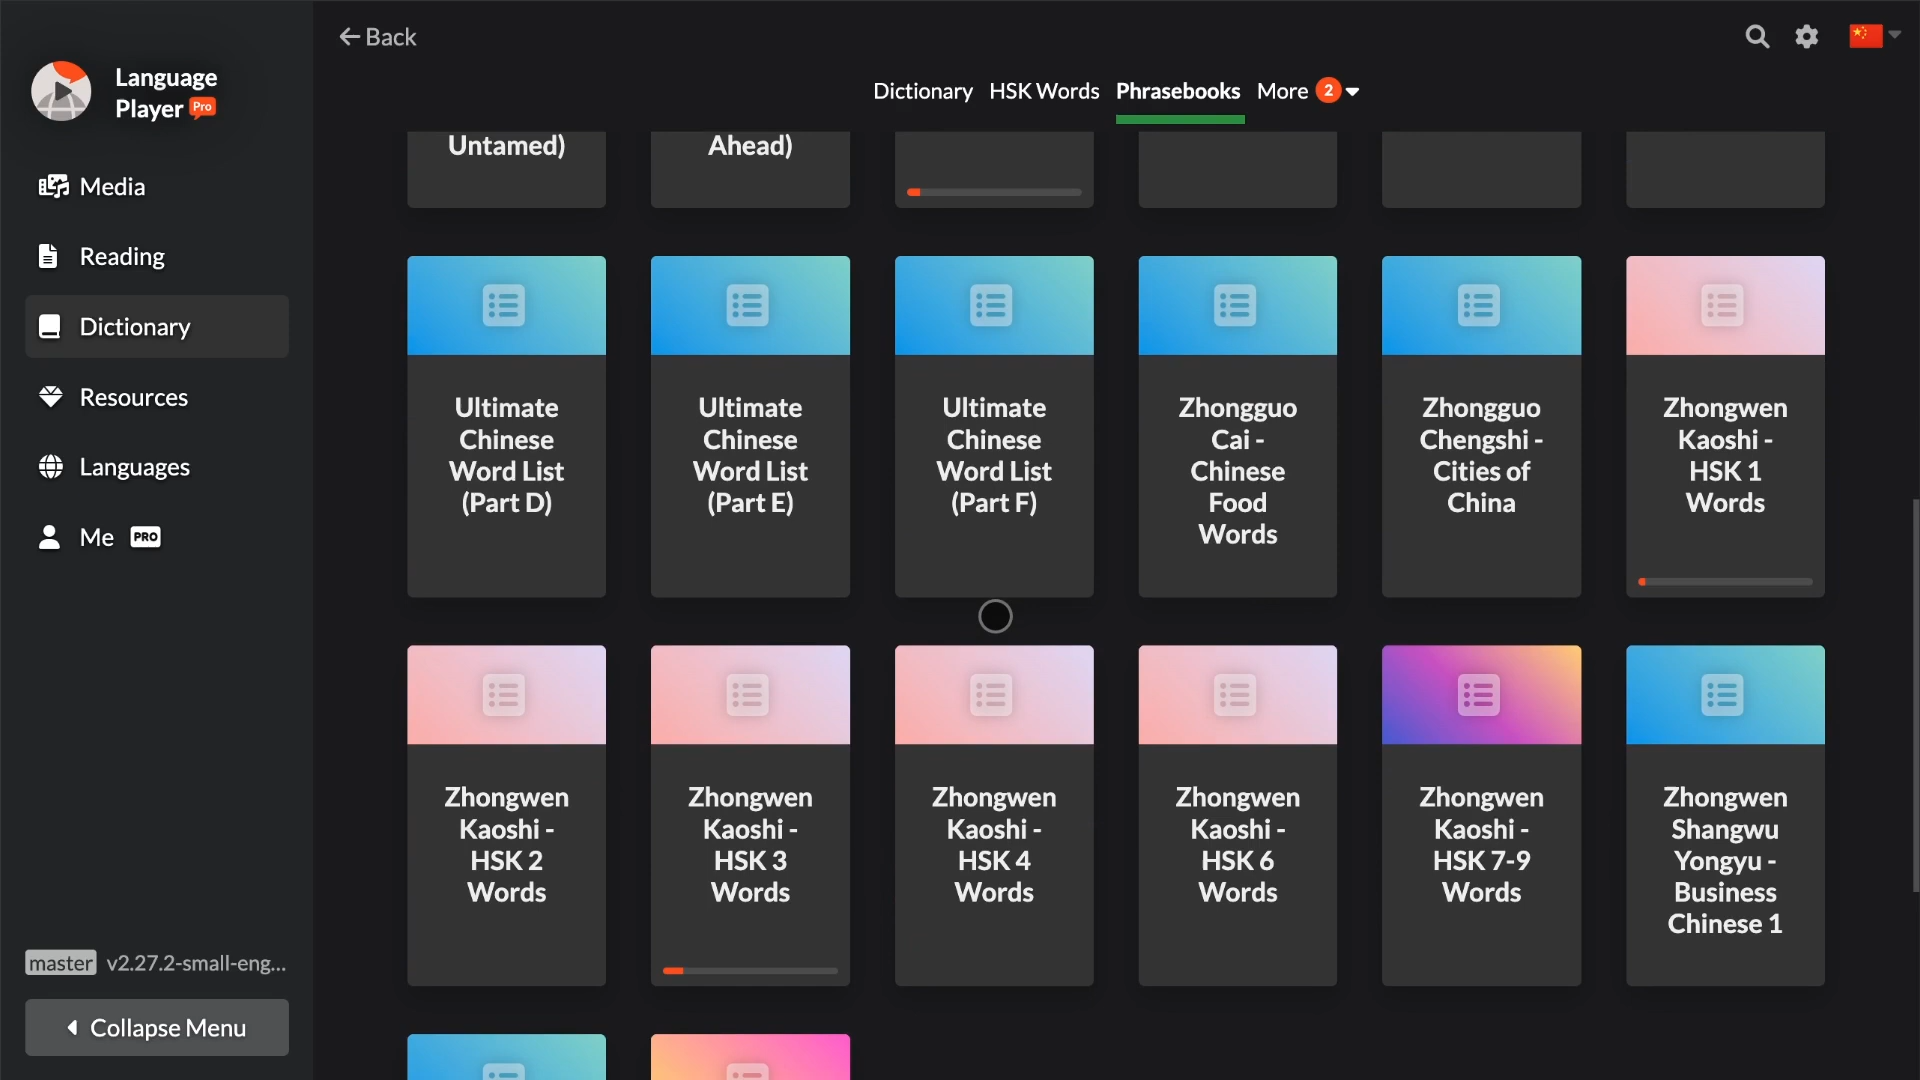 Back
Language
Player Pro
Dictionary HSK Words Phrasebooks More 2
Media
Reading
Dictionary
Resources
Languages
Me PRO
Untamed)
Ahead)
Ultimate
Chinese
Word List
(Part D)
Ultimate
Chinese
Word List
(Part E)
Ultimate
Chinese
Word List
(Part F)
Zhongguo
Cai -
Chinese
Food
Words
Zhongguo
Chengshi -
Cities of
China
Zhongwen
Kaoshi -
HSK 1
Words
Zhongwen
Kaoshi -
HSK 2
Words
Zhongwen
Kaoshi -
HSK 3
Words
Zhongwen
Kaoshi -
HSK 4
Words
Zhongwen
Kaoshi -
HSK 6
Words
Zhongwen
Kaoshi -
HSK 7-9
Words
Zhongwen
Shangwu
Yongyu -
Business
Chinese 1
master v2.27.2-small-eng...
Collapse Menu